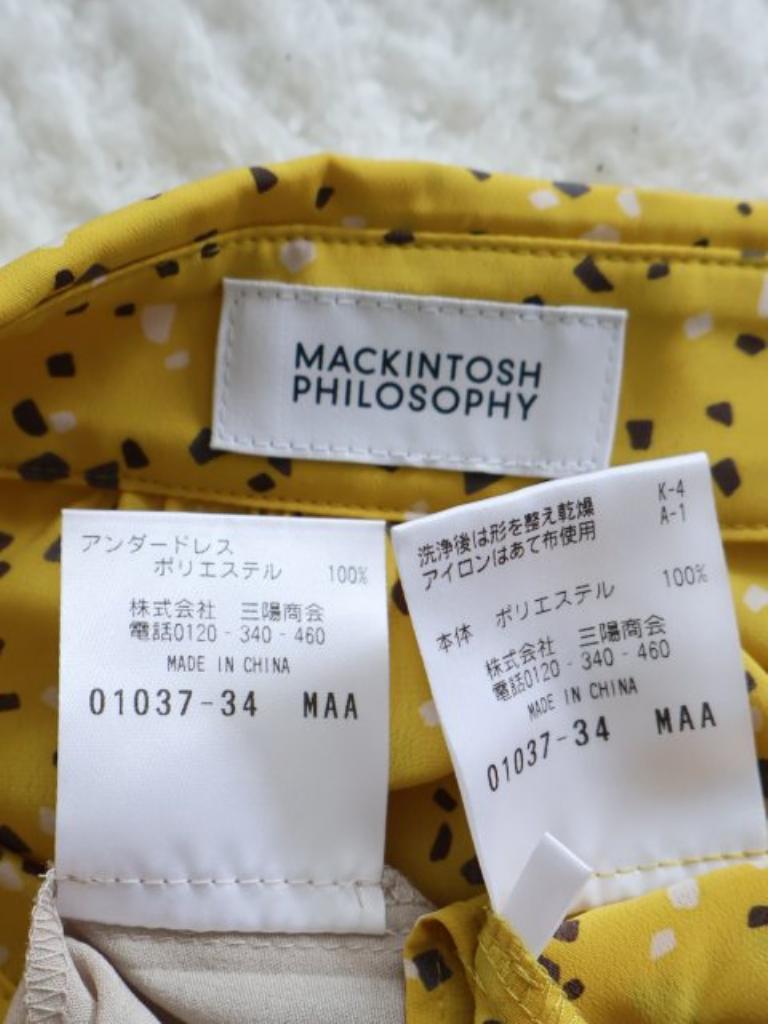 MACKINTOSH
PHILOSOPHY
アンダードレス
ポリエステル 100%
株式会社 三陽商会
電話0120-340-460
MADE IN CHINA
01037-34 MAA
K-4
A-1
洗浄後は形を整え乾燥
アイロンはあて布使用
本体 ポリエステル 100%
株式会社 三陽商会
電話0120-340-460
MADE IN CHINA
01037-34 MAA